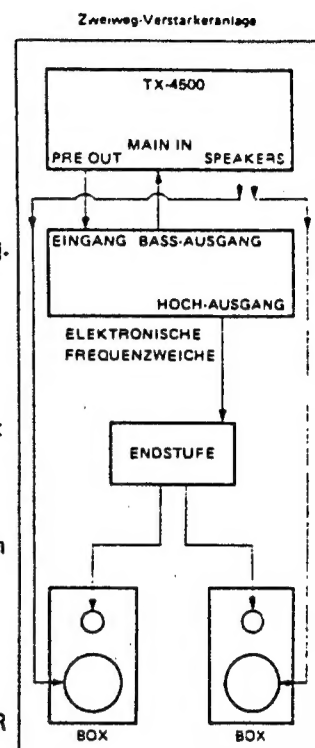 Zweiweg-Verstarkeranlage
TX-4500
MAIN IN
PRE OUT SPEAKERS
EINGANG BASS-AUSGANG
HOCH-AUSGANG
ELEKTRONISCHE
FREQUENZWEICHE
ENDSTUFE
BOX BOX